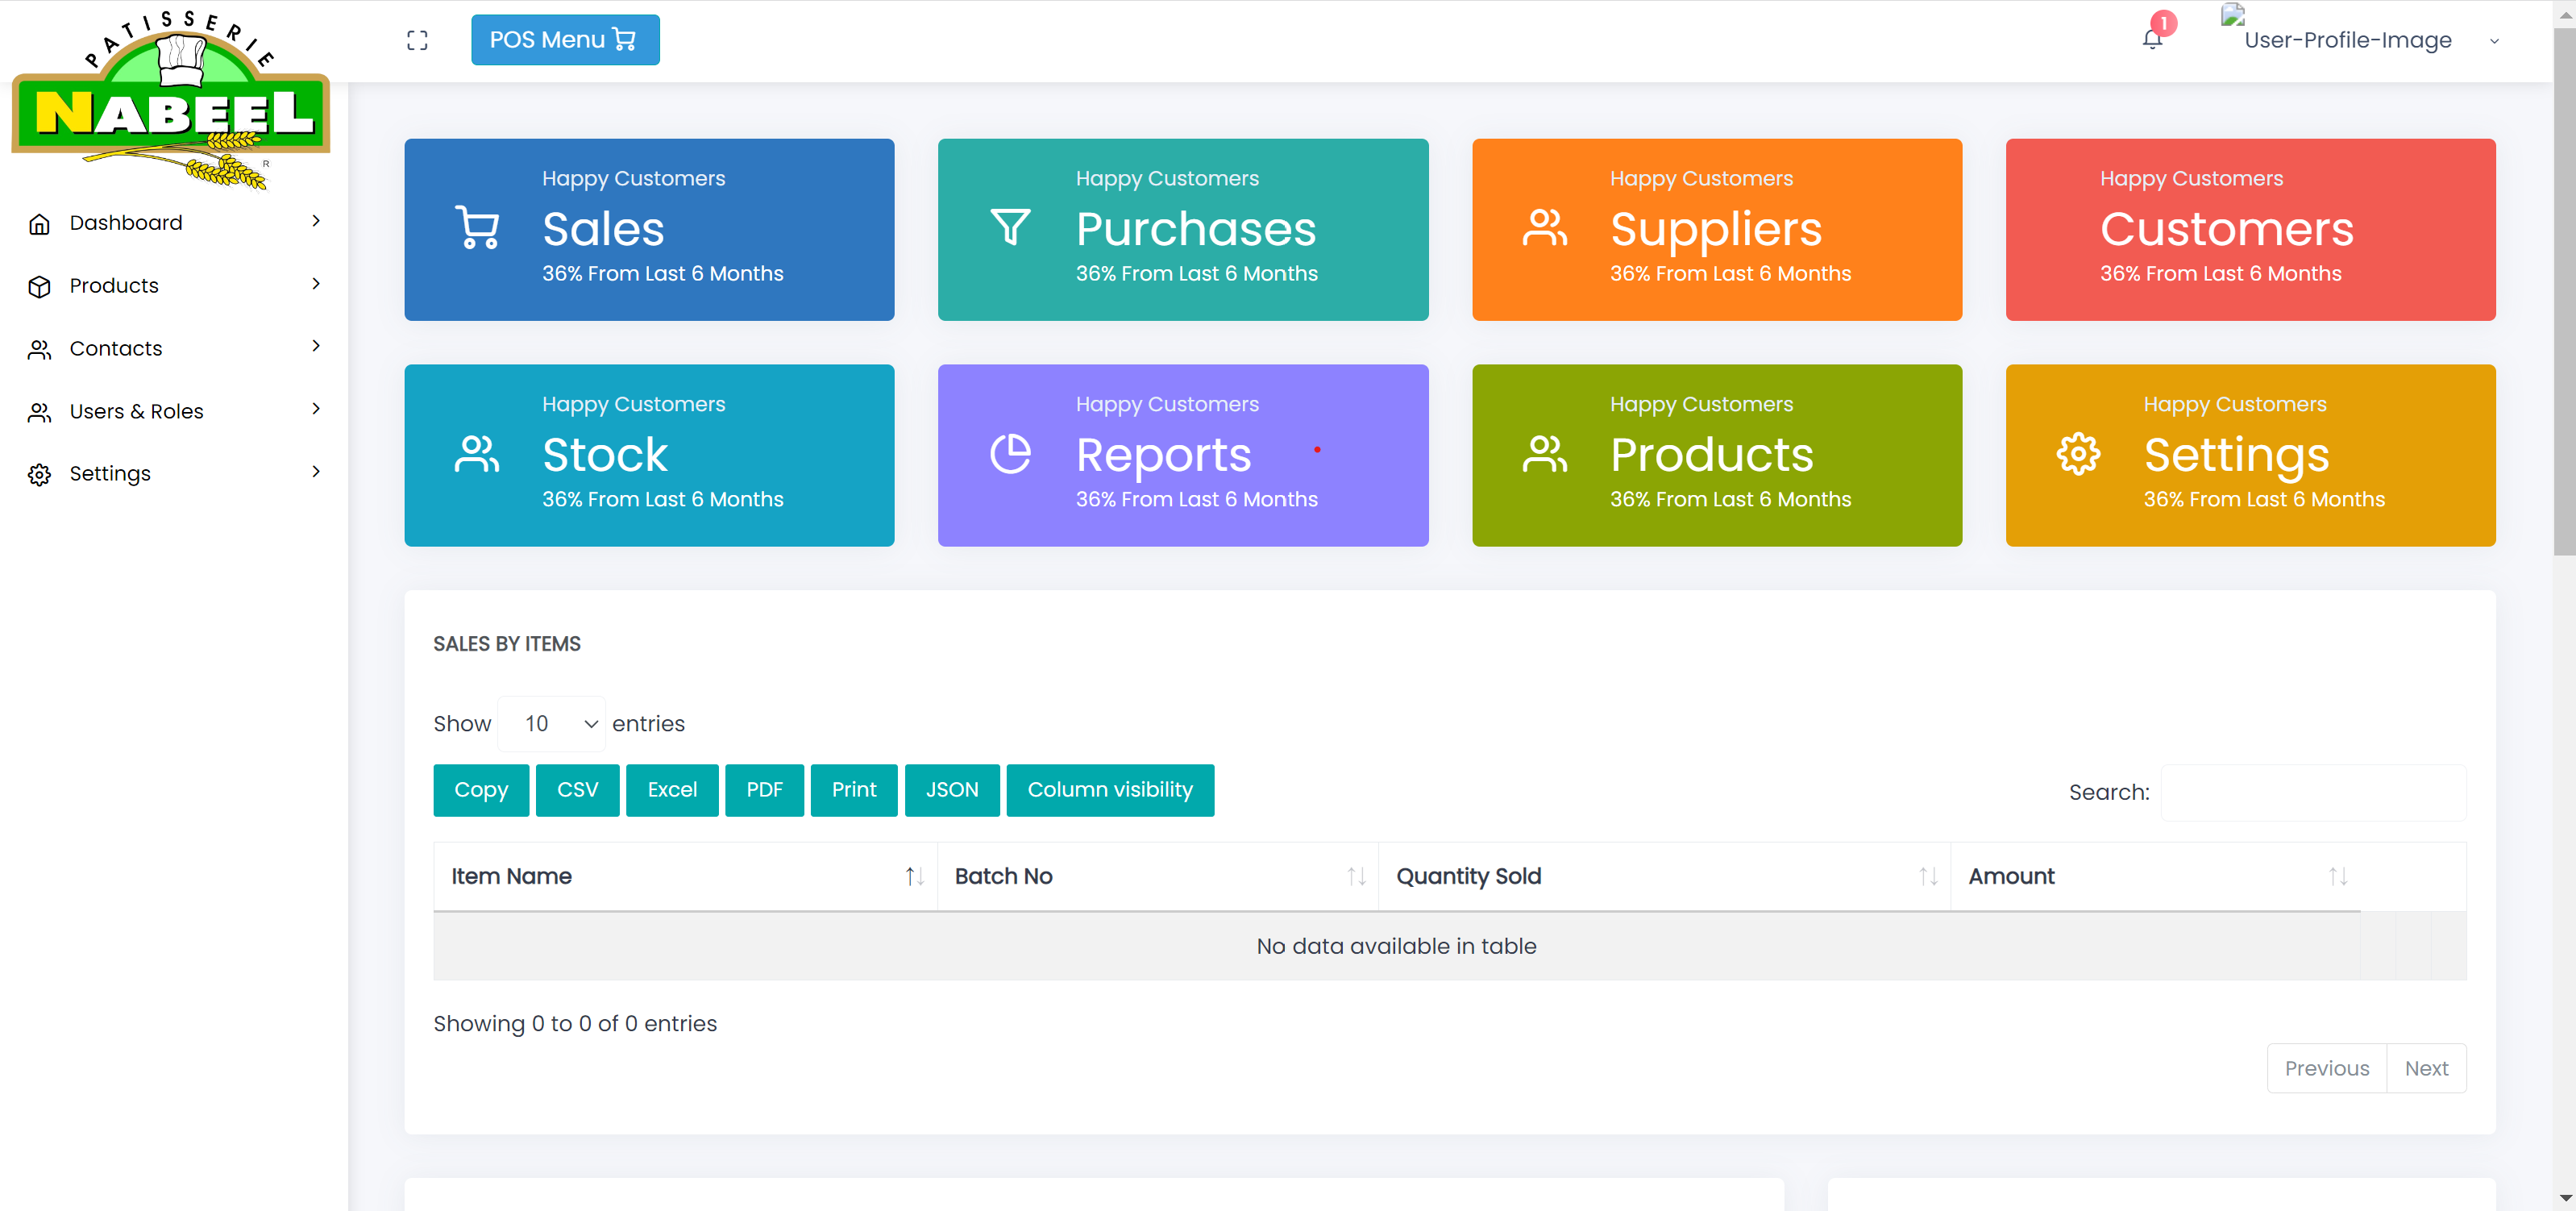 PATISSERIE
NABEEL
R
POS Menu
1
User-Profile-Image
Dashboard
Products
Contacts
Users & Roles
Settings
Happy Customers
Sales
36% From Last 6 Months
Happy Customers
Purchases
36% From Last 6 Months
Happy Customers
Suppliers
36% From Last 6 Months
Happy Customers
Customers
36% From Last 6 Months
Happy Customers
Stock
36% From Last 6 Months
Happy Customers
Reports
36% From Last 6 Months
Happy Customers
Products
36% From Last 6 Months
Happy Customers
Settings
36% From Last 6 Months
SALES BY ITEMS
Show 10 entries
Copy CSV Excel PDF Print JSON Column visibility
Search:
Item Name Batch No Quantity Sold Amount
No data available in table
Showing 0 to 0 of 0 entries
Previous Next